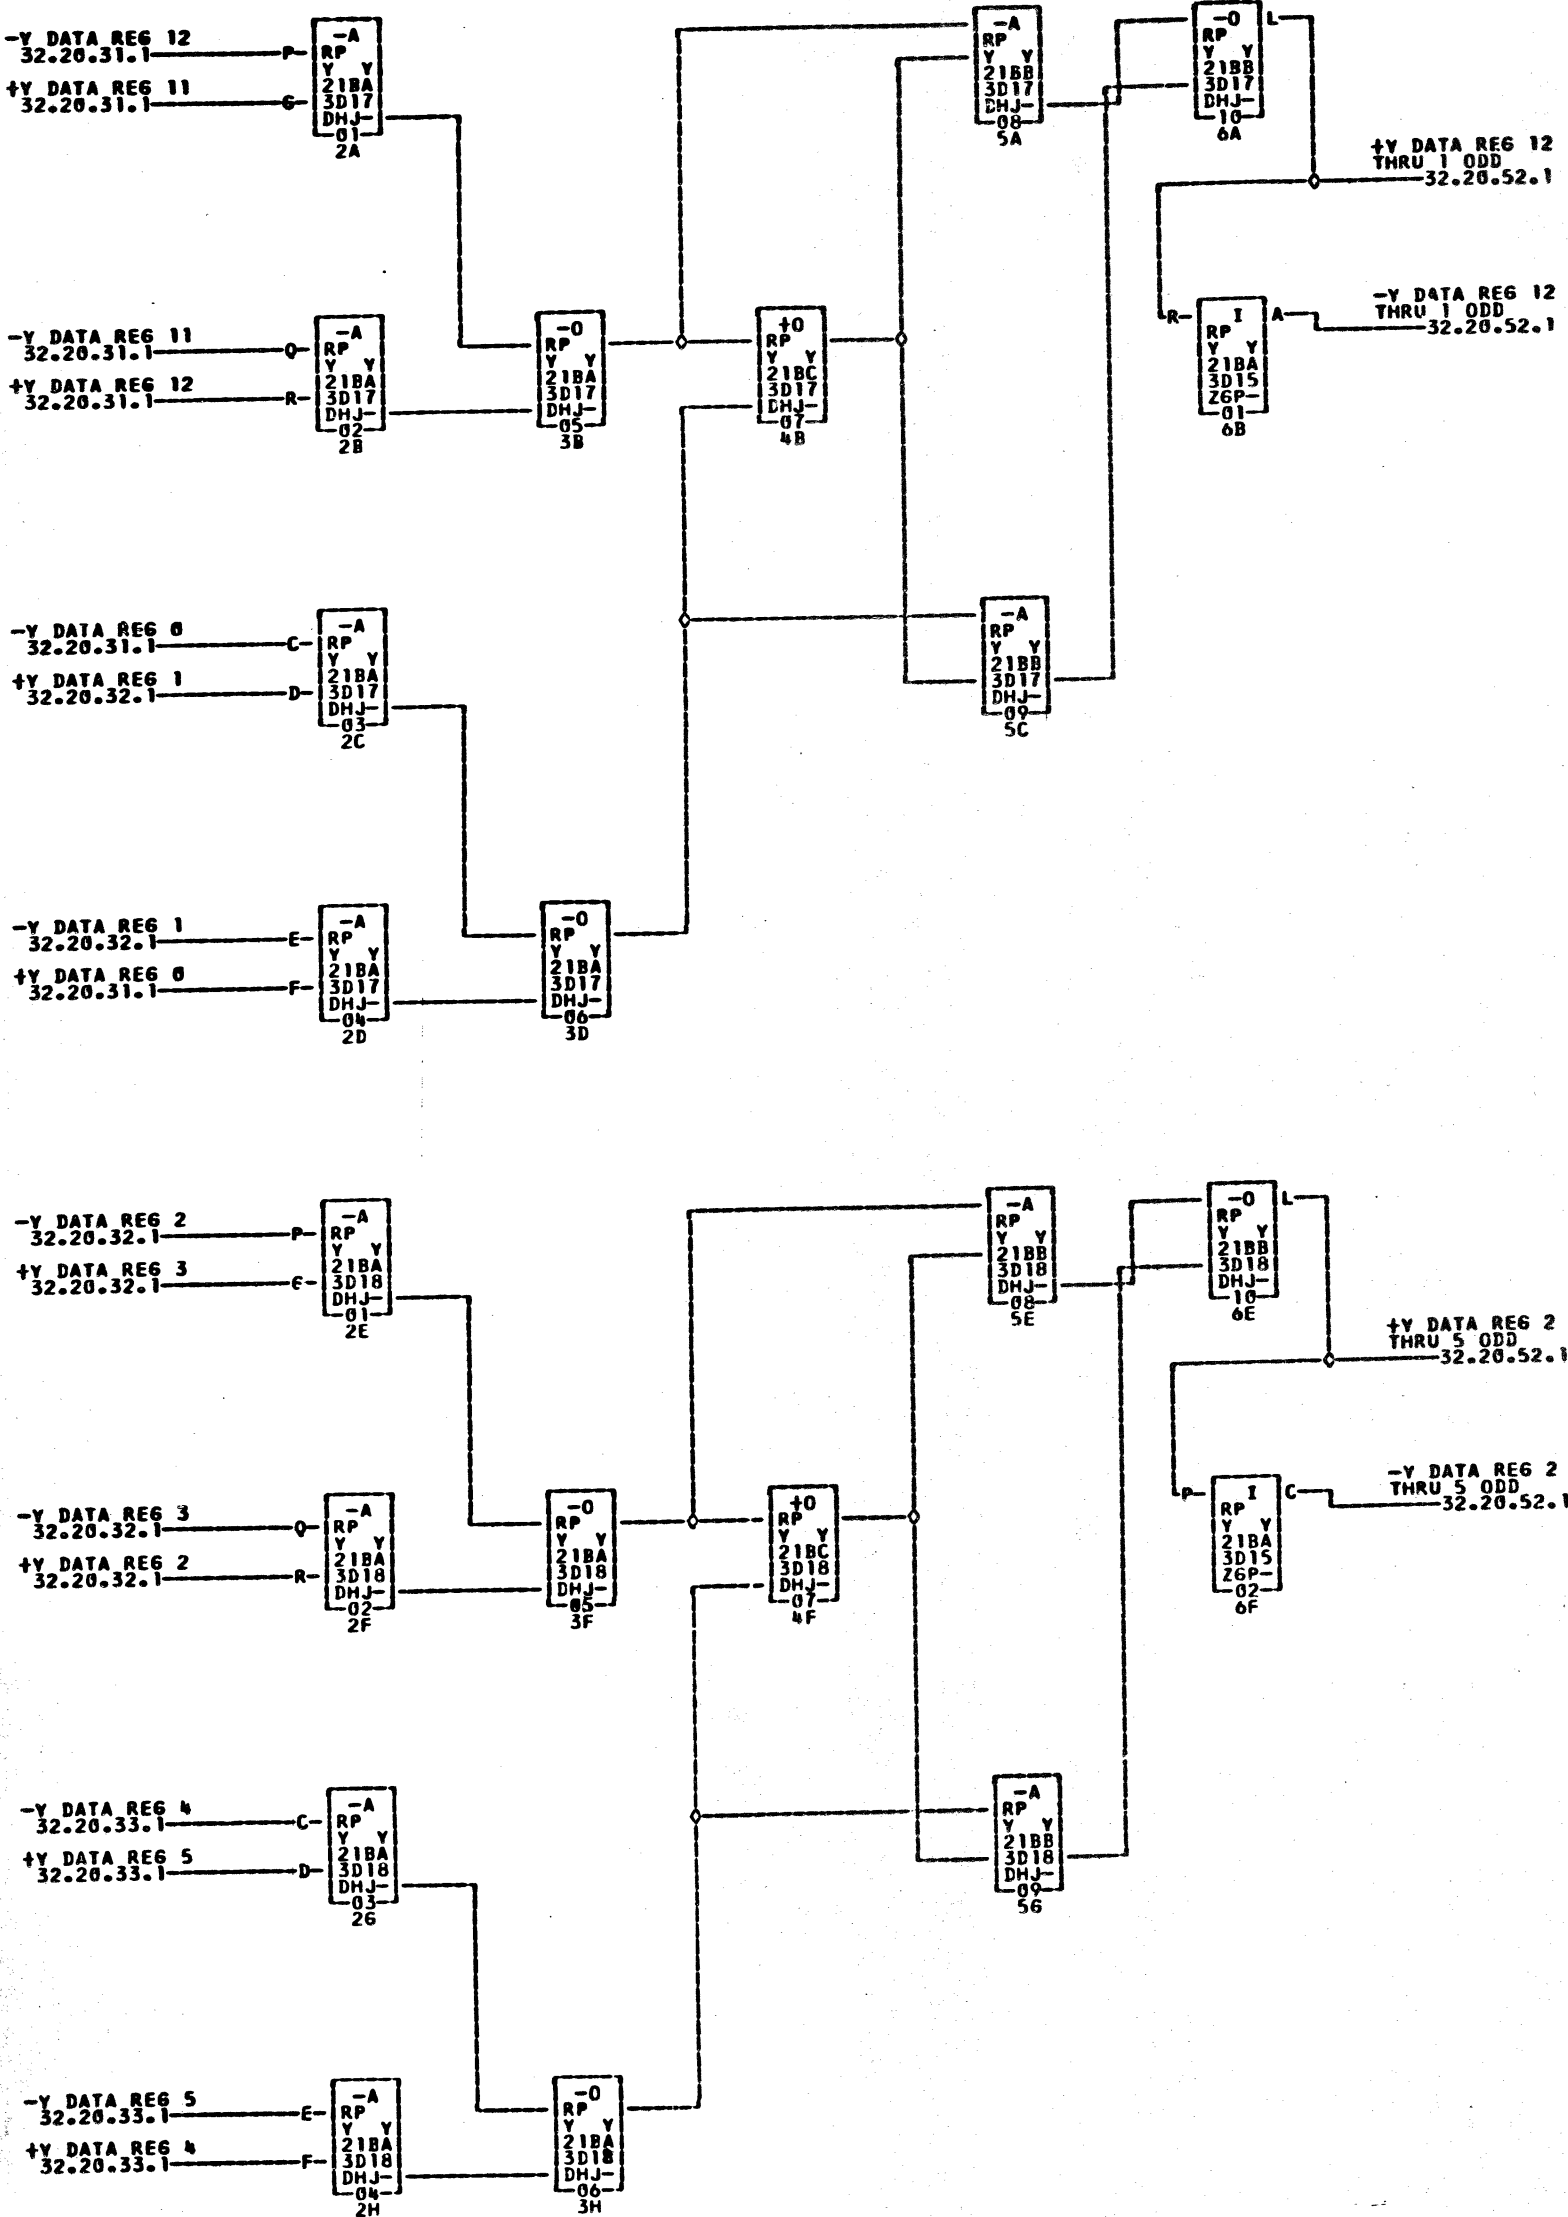 -Y DATA REG 12
32.20.31.1
P-
+Y DATA REG 11
32.20.31.1
G-
-A
RP
Y Y
21BA
3D17
DHJ-
01
2A
-Y DATA REG 11
32.20.31.1
Q-
+Y DATA REG 12
32.20.31.1
R-
-A
RP
Y Y
21BA
3D17
DHJ-
02
2B
-Y DATA REG 0
32.20.31.1
C-
+Y DATA REG 1
32.20.32.1
D-
-A
RP
Y Y
21BA
3D17
DHJ-
03
2C
-Y DATA REG 1
32.20.32.1
E-
+Y DATA REG 0
32.20.31.1
F-
-A
RP
Y Y
21BA
3D17
DHJ-
04
2D
-O
RP
Y Y
21BA
3D17
DHJ-
05
3B
-O
RP
Y Y
21BA
3D17
DHJ-
06
3D
+O
RP
Y Y
21BC
3D17
DHJ-
07
4B
-A
RP
Y Y
21BB
3D17
DHJ-
08
5A
-A
RP
Y Y
21BB
3D17
DHJ-
09
5C
-O L
RP
Y Y
21BB
3D17
DHJ-
10
6A
+Y DATA REG 12
THRU 1 ODD
32.20.52.1
R- I A
RP
Y Y
21BA
3D15
Z6P-
01
6B
-Y DATA REG 12
THRU 1 ODD
32.20.52.1
-Y DATA REG 2
32.20.32.1
P-
+Y DATA REG 3
32.20.32.1
-A
RP
Y Y
21BA
3D18
DHJ-
01
2E
-Y DATA REG 3
32.20.32.1
Q-
+Y DATA REG 2
32.20.32.1
R-
-A
RP
Y Y
21BA
3D18
DHJ-
02
2F
-Y DATA REG 4
32.20.33.1
C-
+Y DATA REG 5
32.20.33.1
D-
-A
RP
Y Y
21BA
3D18
DHJ-
03
2G
-Y DATA REG 5
32.20.33.1
E-
+Y DATA REG 4
32.20.33.1
F-
-A
RP
Y Y
21BA
3D18
DHJ-
04
2H
-O
RP
Y Y
21BA
3D18
DHJ-
05
3F
-O
RP
Y Y
21BA
3D18
DHJ-
06
3H
+O
RP
Y Y
21BC
3D18
DHJ-
07
4F
-A
RP
Y Y
21BB
3D18
DHJ-
08
5E
-A
RP
Y Y
21BB
3D18
DHJ-
09
5G
-O L
RP
Y Y
21BB
3D18
DHJ-
10
6E
+Y DATA REG 2
THRU 5 ODD
32.20.52.1
P- I C
RP
Y Y
21BA
3D15
Z6P-
02
6F
-Y DATA REG 2
THRU 5 ODD
32.20.52.1